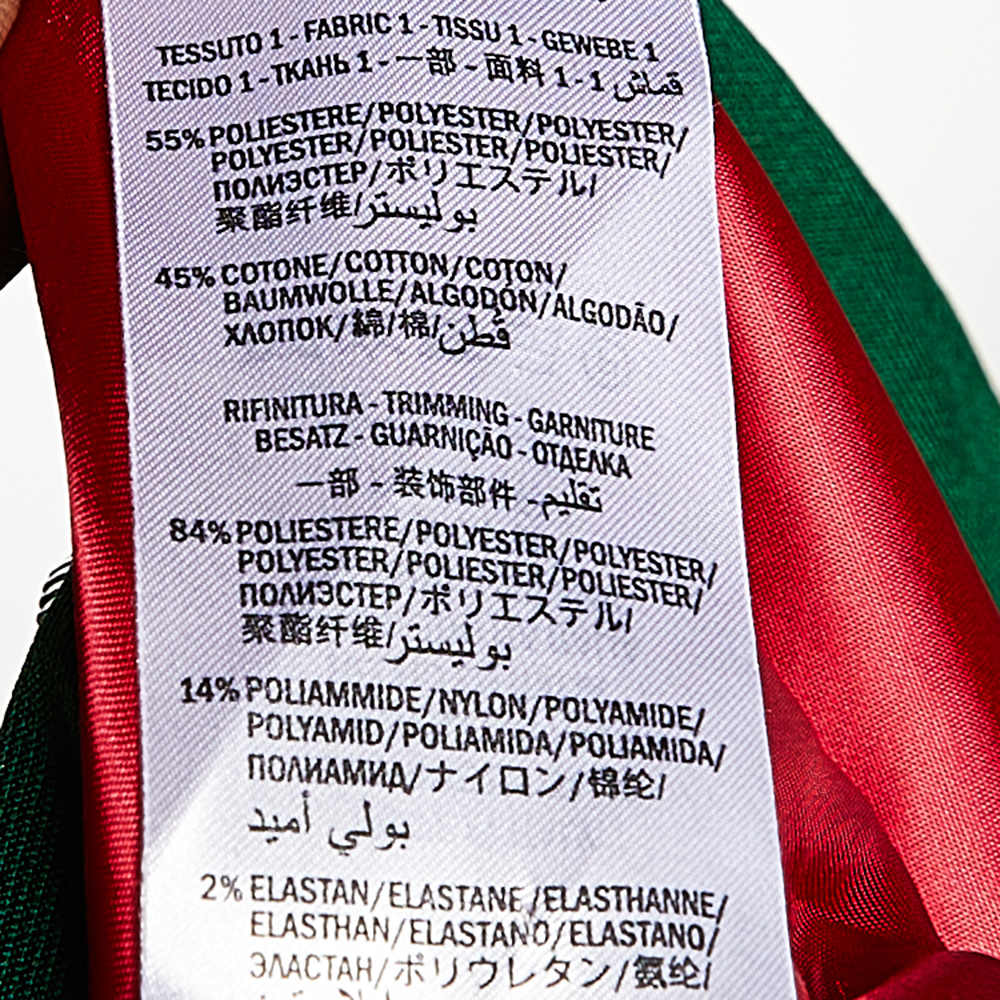 TESSUTO 1 - FABRIC 1 - TISSU 1 - GEWEBE 1
TECIDO 1 - ТКАНЬ 1 - 一部 - 面料 1 - 1 قماش
55% POLIESTERE/POLYESTER/POLYESTER/
POLYESTER/POLIESTER/POLIESTER/
ПОЛИЭСТЕР/ポリエステル/
聚酯纤维/بوليستر
45% COTONE/COTTON/COTON/
BAUMWOLLE/ALGODÓN/ALGODÃO/
ХЛОПОК/綿/棉/قُطن
RIFINITURA - TRIMMING - GARNITURE
BESATZ - GUARNIÇÃO - ОТДЕЛКА
一部 - 装饰部件 - تقليم
84% POLIESTERE/POLYESTER/POLYESTER/
POLYESTER/POLIESTER/POLIESTER/
ПОЛИЭСТЕР/ポリエステル/
聚酯纤维/بوليستر
14% POLIAMMIDE/NYLON/POLYAMIDE/
POLYAMID/POLIAMIDA/POLIAMIDA/
ПОЛИАМИД/ナイロン/锦纶/
بولي أميد
2% ELASTAN/ELASTANE/ELASTHANNE/
ELASTHAN/ELASTANO/ELASTANO/
ЭЛАСТАН/ポリウレタン/氨纶/